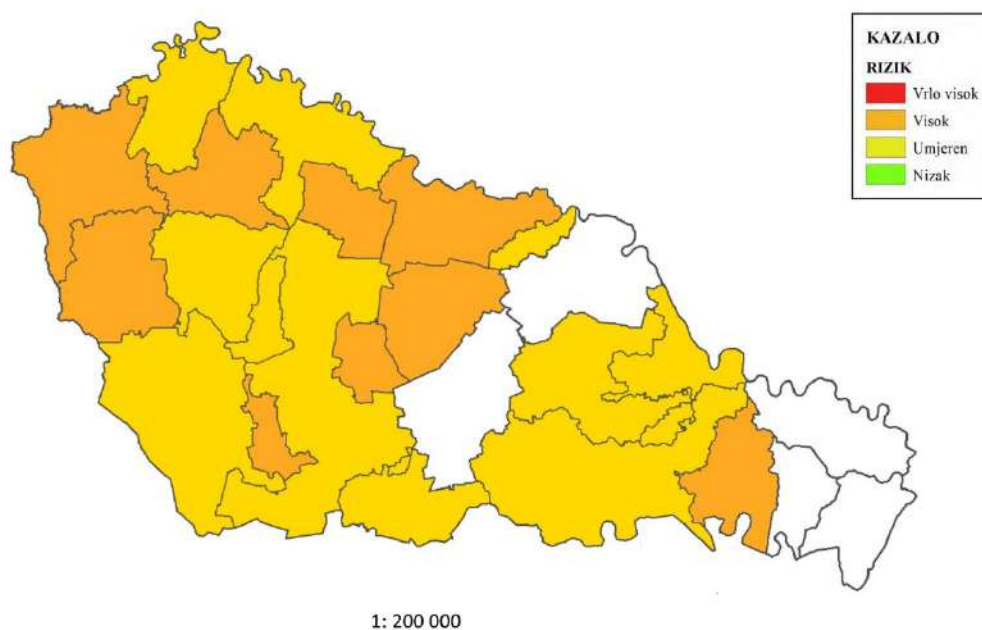 KAZALO
RIZIK
Vrlo visok
Visok
Umjeren
Nizak
1: 200 000